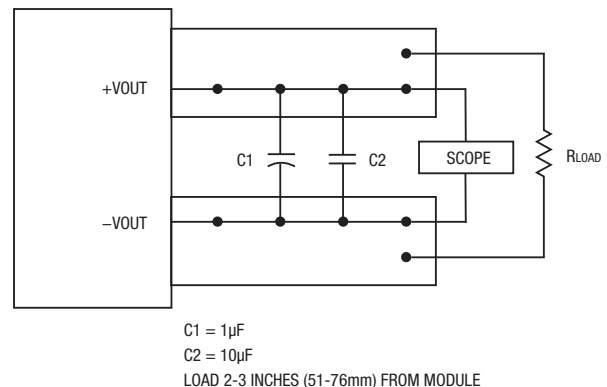 +VOUT
C1
C2
SCOPE
RLOAD
−VOUT
C1 = 1µF
C2 = 10µF
LOAD 2-3 INCHES (51-76mm) FROM MODULE